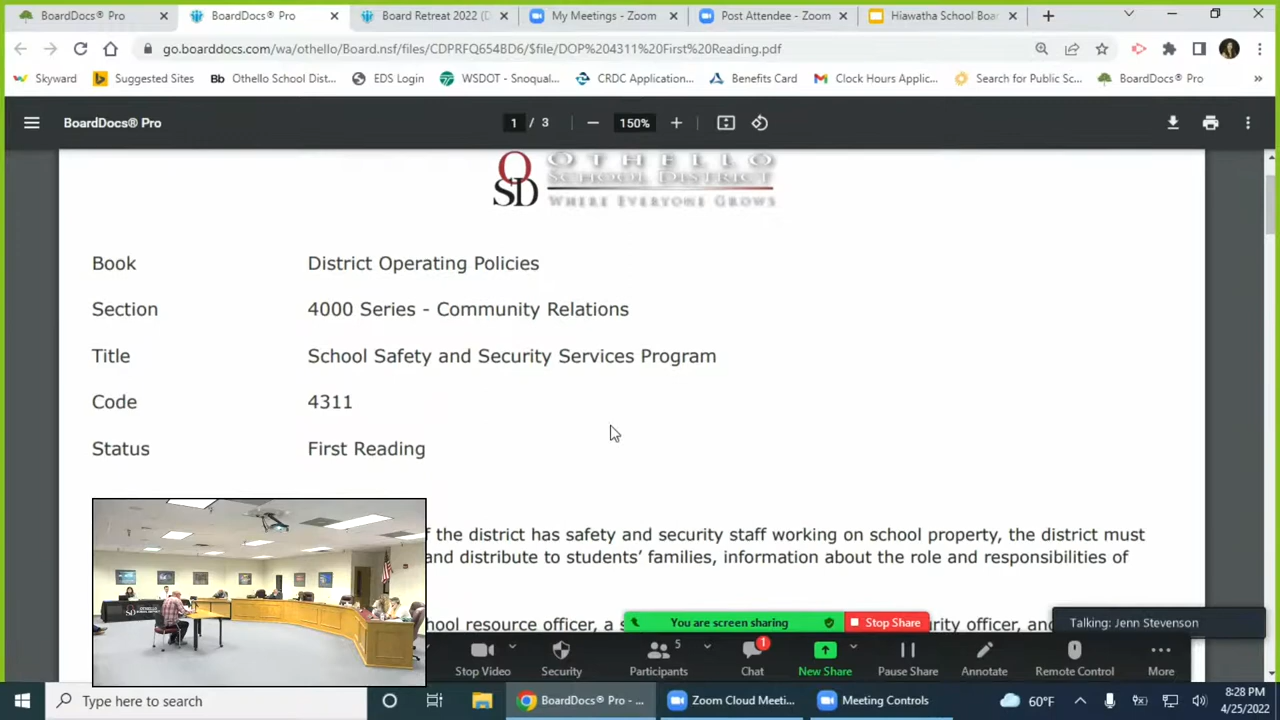 BoardDocs® Pro
BoardDocs® Pro
Board Retreat 2022 (D
My Meetings - Zoom
Post Attendee - Zoom
Hiawatha School Boar
go.boarddocs.com/wa/othello/Board.nsf/files/CDPRFQ654BD6/$file/DOP%204311%20First%20Reading.pdf
Skyward
Suggested Sites
Bb Othello School Dist...
EDS Login
WSDOT - Snoqual...
CRDC Application...
Benefits Card
Clock Hours Applic...
Search for Public Sc...
BoardDocs® Pro
»
BoardDocs® Pro
1 / 3
150%
OTHELLO
OSD SCHOOL DISTRICT
WHERE EVERYONE GROWS
Book District Operating Policies
Section 4000 Series - Community Relations
Title School Safety and Security Services Program
Code 4311
Status First Reading
f the district has safety and security staff working on school property, the district must
and distribute to students’ families, information about the role and responsibilities of
hool resource officer, a s
urity officer, and
You are screen sharing
Stop Share
Talking: Jenn Stevenson
Stop Video
Security
5
Participants
1
Chat
New Share
Pause Share
Annotate
Remote Control
More
OTHELLO
Type here to search
BoardDocs® Pro - ...
Zoom Cloud Meeti...
Meeting Controls
60°F
8:28 PM
4/25/2022